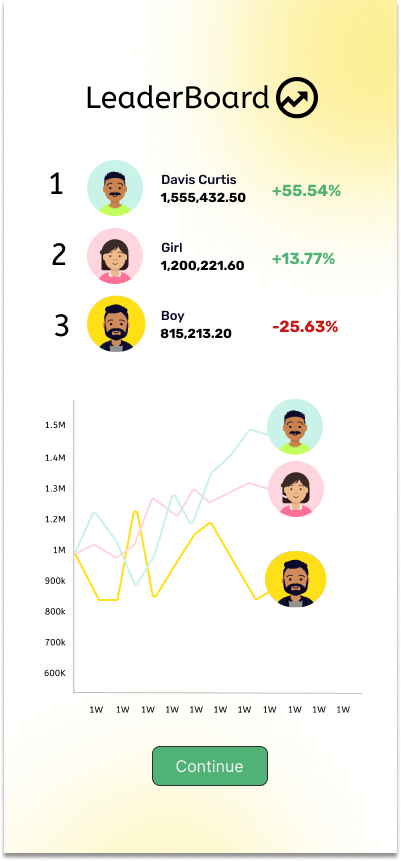 LeaderBoard
1
Davis Curtis
1,555,432.50
+55.54%
2
Girl
1,200,221.60
+13.77%
3
Boy
815,213.20
-25.63%
1.5M
1.4M
1.3M
1.2M
1M
900k
800k
700k
600K
1W 1W 1W 1W 1W 1W 1W 1W 1W 1W 1W
Continue